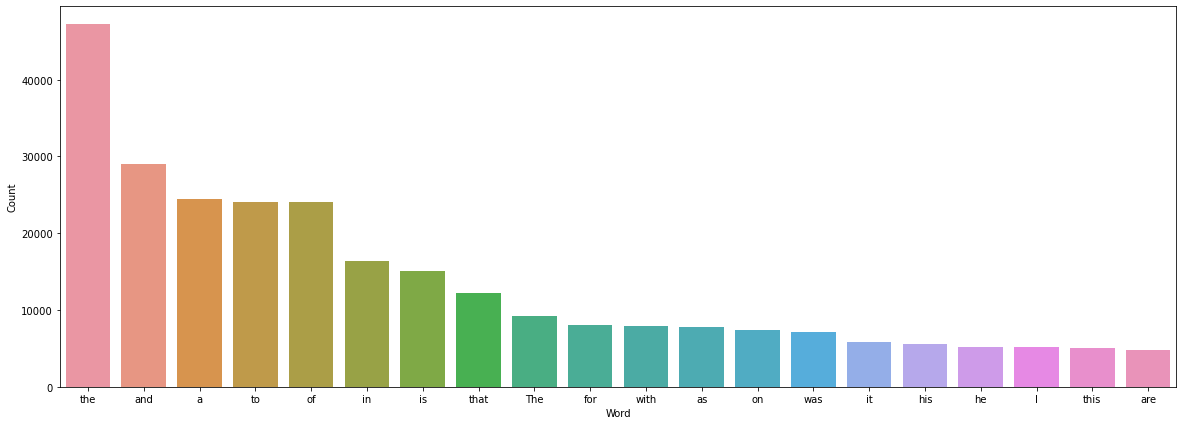 40000
30000
20000
10000
0
Count
the and a to of in is that The for with as on was it his he I this are
Word